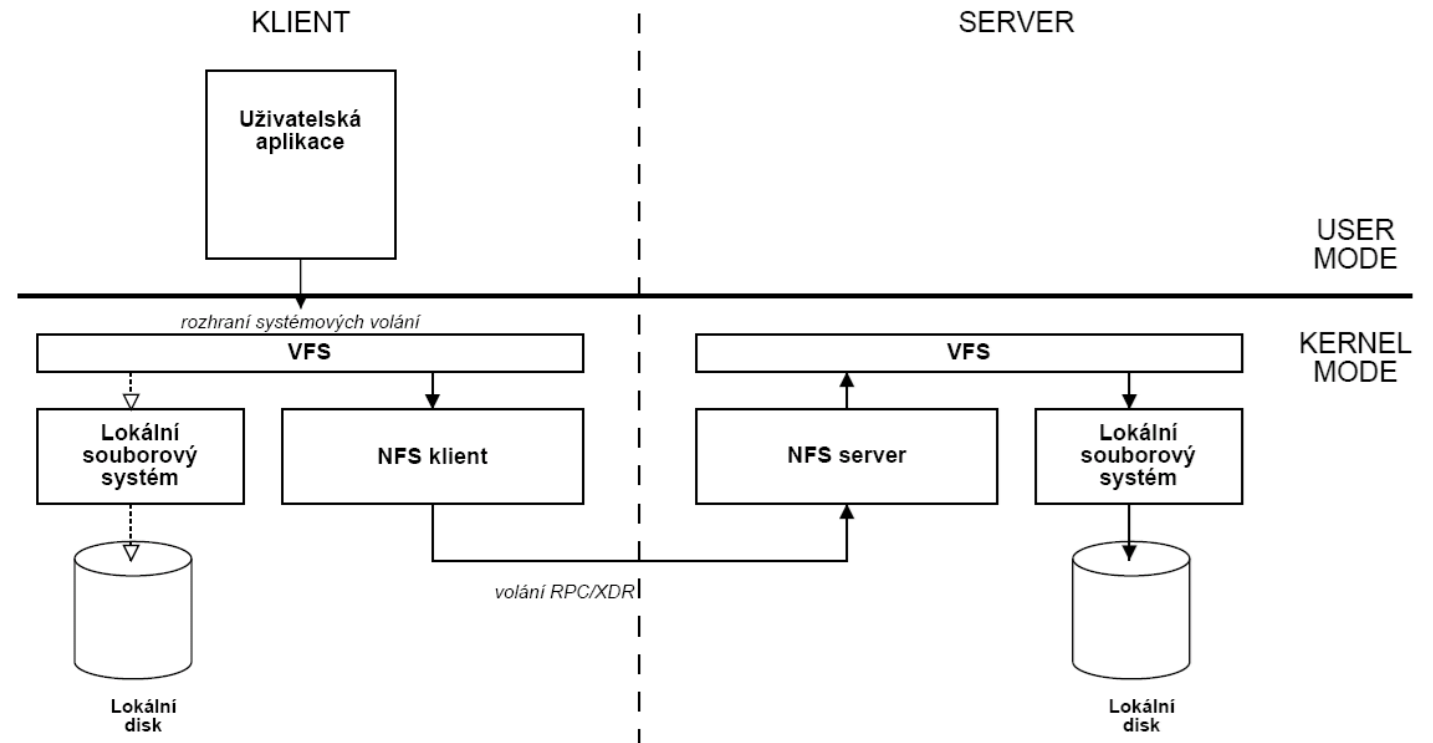 KLIENT
SERVER
Uživatelská
aplikace
USER
MODE
rozhraní systémových volání
VFS
VFS
KERNEL
MODE
Lokální
souborový
systém
NFS klient
NFS server
Lokální
souborový
systém
volání RPC/XDR
Lokální
disk
Lokální
disk